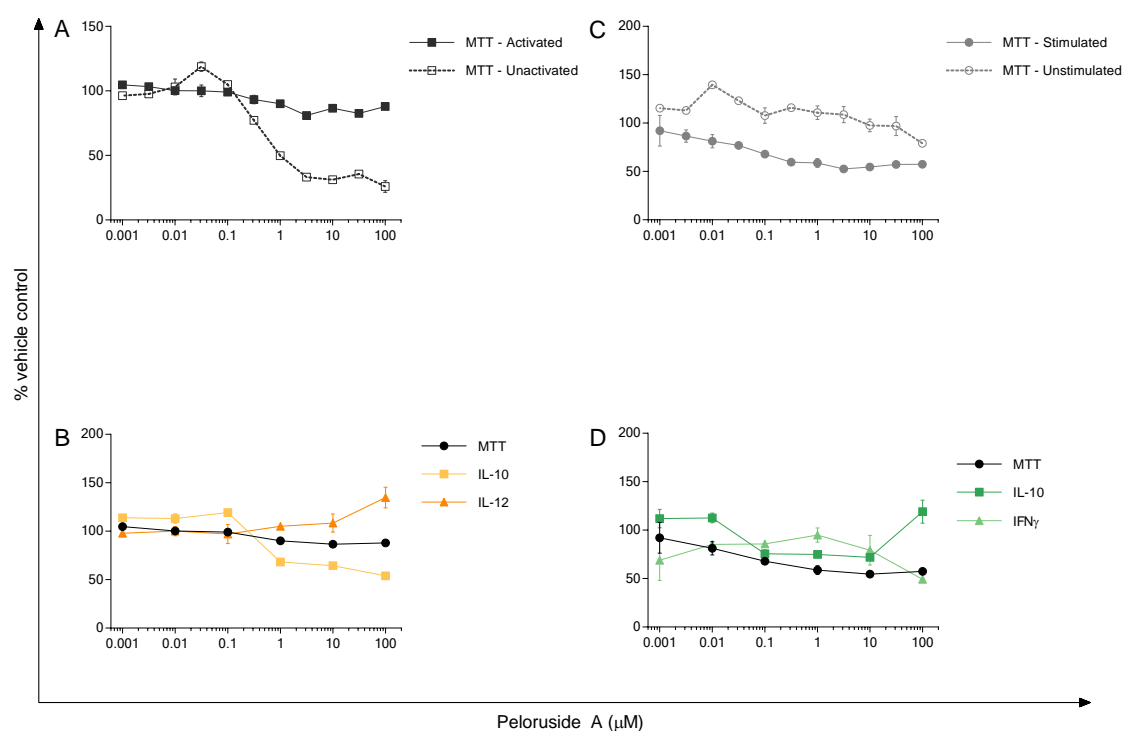 A
150
100
50
0
0.001 0.01 0.1 1 10 100
MTT - Activated
MTT - Unactivated
C
200
150
100
50
0
0.001 0.01 0.1 1 10 100
MTT - Stimulated
MTT - Unstimulated
% vehicle control
B
200
150
100
50
0
0.001 0.01 0.1 1 10 100
MTT
IL-10
IL-12
D
200
150
100
50
0
0.001 0.01 0.1 1 10 100
MTT
IL-10
IFNγ
Peloruside A (μM)